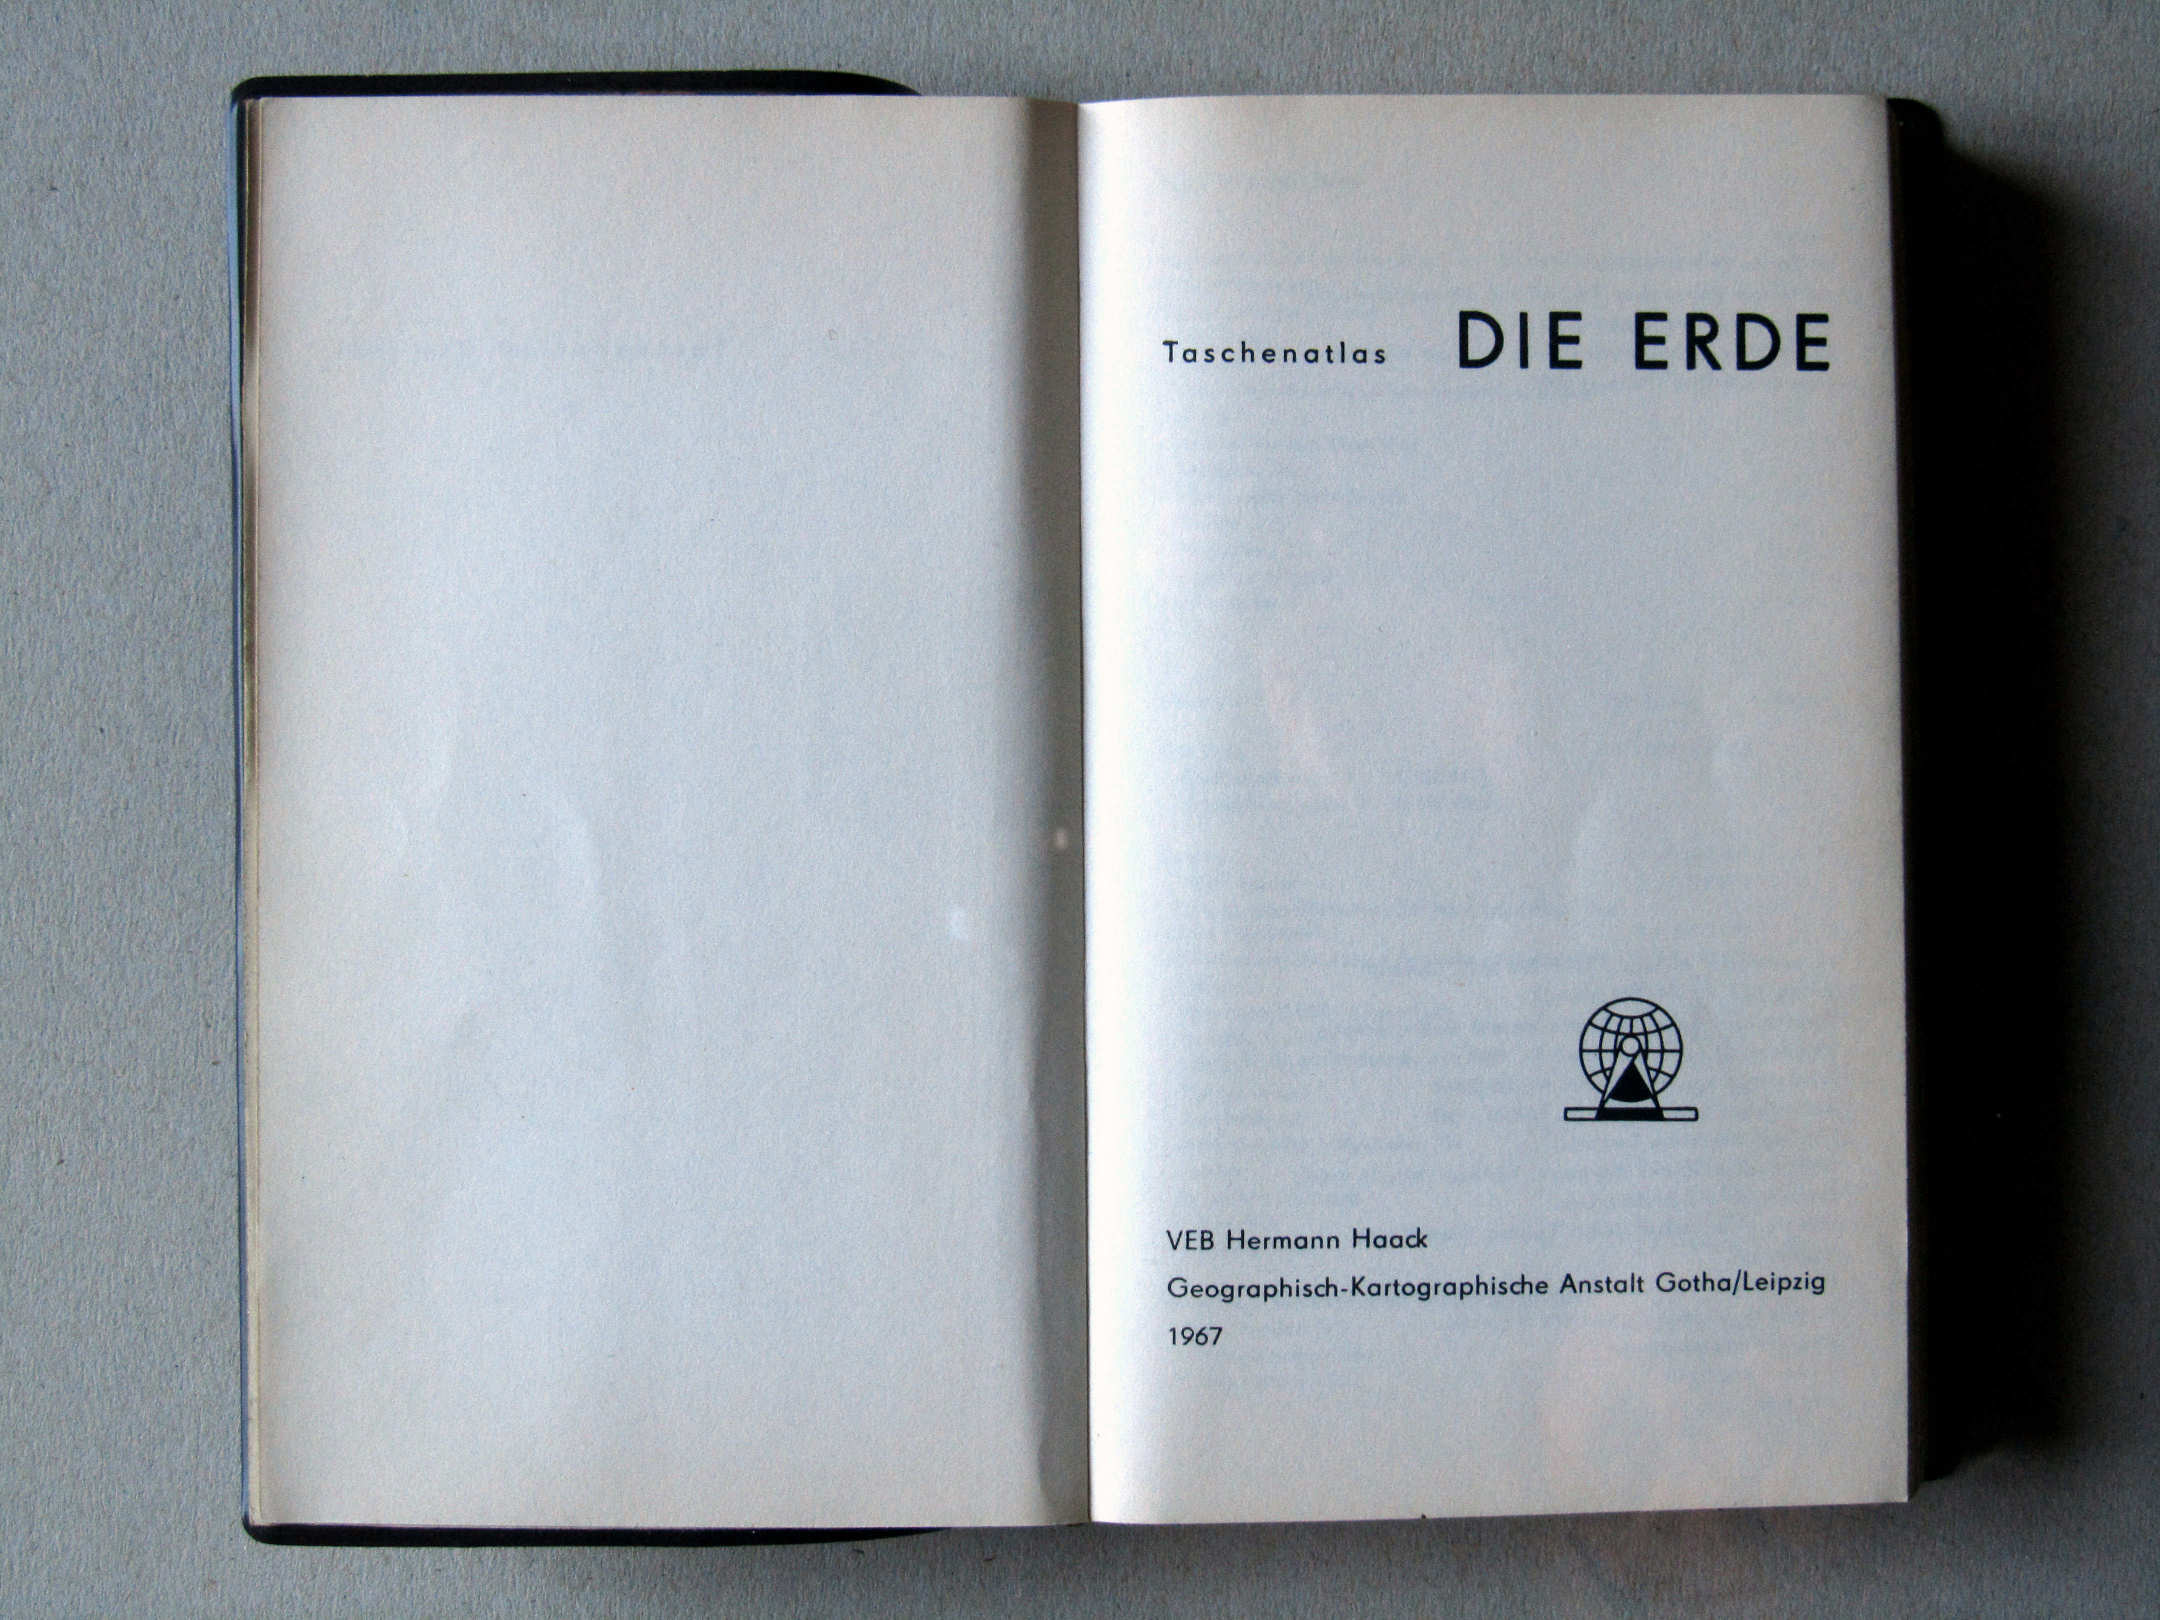 Taschenatlas DIE ERDE
VEB Hermann Haack
Geographisch-Kartographische Anstalt Gotha/Leipzig
1967